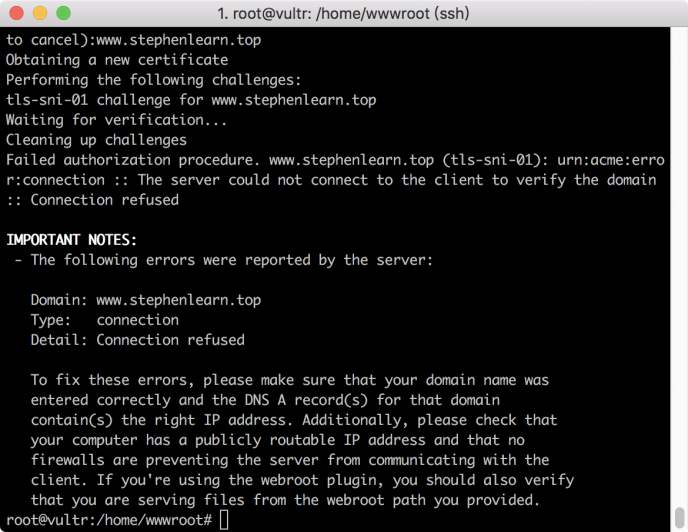 1. root@vultr: /home/wwwroot (ssh)
to cancel):www.stephenlearn.top
Obtaining a new certificate
Performing the following challenges:
tls-sni-01 challenge for www.stephenlearn.top
Waiting for verification...
Cleaning up challenges
Failed authorization procedure. www.stephenlearn.top (tls-sni-01): urn:acme:erro
r:connection :: The server could not connect to the client to verify the domain
:: Connection refused
IMPORTANT NOTES:
- The following errors were reported by the server:
Domain: www.stephenlearn.top
Type:   connection
Detail: Connection refused
To fix these errors, please make sure that your domain name was
entered correctly and the DNS A record(s) for that domain
contain(s) the right IP address. Additionally, please check that
your computer has a publicly routable IP address and that no
firewalls are preventing the server from communicating with the
client. If you're using the webroot plugin, you should also verify
that you are serving files from the webroot path you provided.
root@vultr:/home/wwwroot#